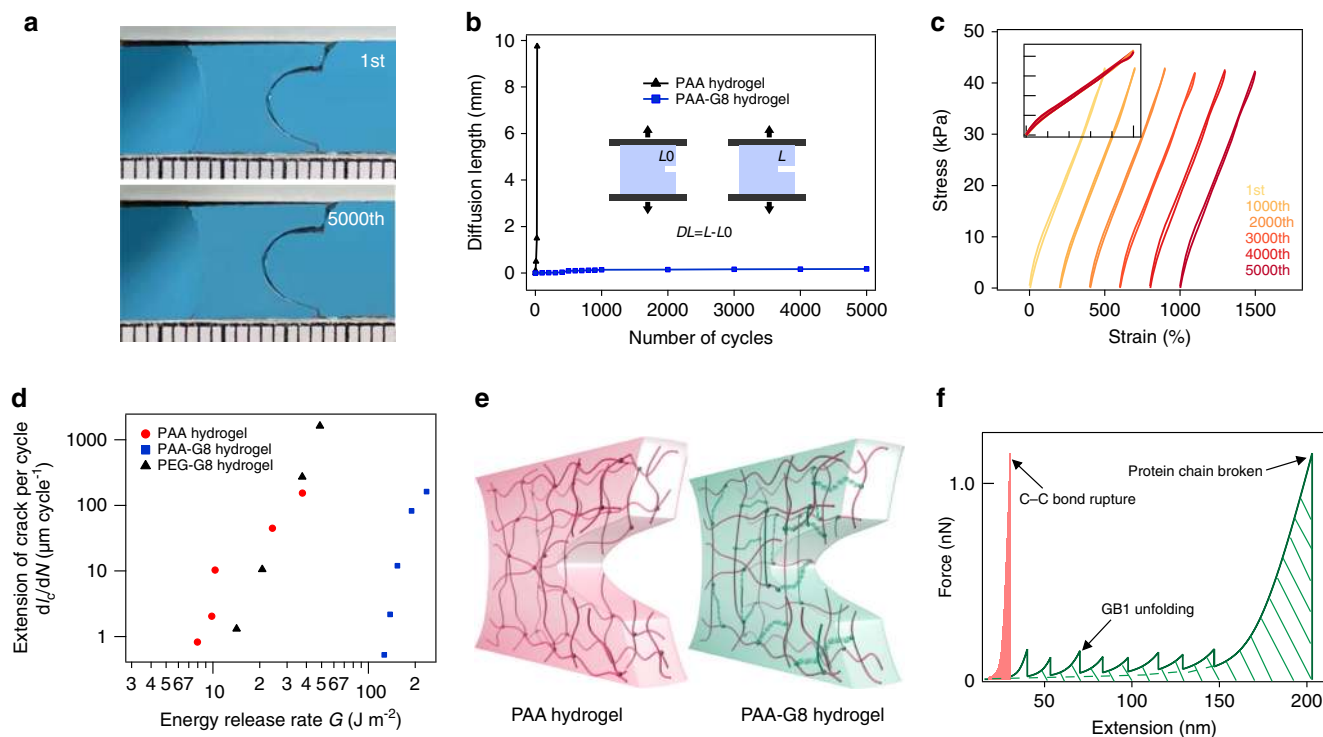 a
1st
5000th
b
10
8
6
4
2
0
Diffusion length (mm)
PAA hydrogel
PAA-G8 hydrogel
L0
L
DL=L-L0
0
1000
2000
3000
4000
5000
Number of cycles
c
50
40
30
20
10
0
Stress (kPa)
1st
1000th
2000th
3000th
4000th
5000th
0
500
1000
1500
Strain (%)
d
Extension of crack per cycle
dlc/dN (µm cycle⁻¹)
1000
100
10
1
PAA hydrogel
PAA-G8 hydrogel
PEG-G8 hydrogel
3 4 5 6 7 10 2 3 4 5 6 7 100 2
Energy release rate G (J m⁻²)
e
PAA hydrogel
PAA-G8 hydrogel
f
Force (nN)
1.0
0
Protein chain broken
C–C bond rupture
GB1 unfolding
50
100
150
200
Extension (nm)